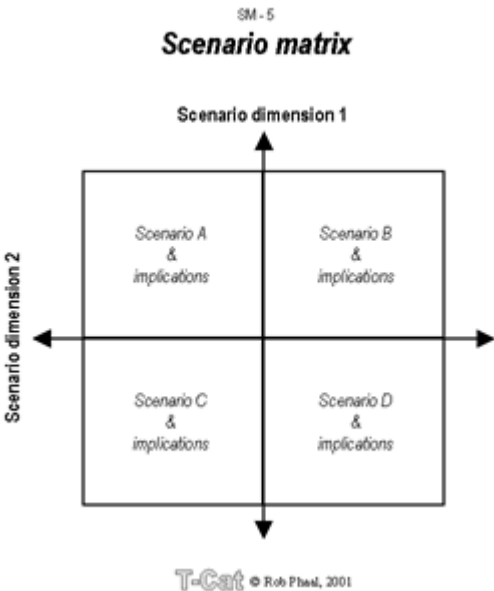 SM - 5
Scenario matrix
Scenario dimension 1
Scenario A
&
implications
Scenario B
&
implications
Scenario dimension 2
Scenario C
&
implications
Scenario D
&
implications
T-Cat © Rob Phaal, 2001